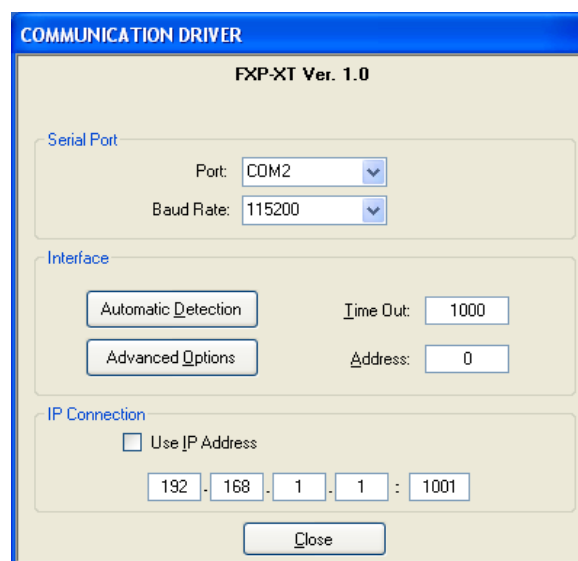 COMMUNICATION DRIVER
FXP-XT Ver. 1.0
Serial Port
Port: COM2
Baud Rate: 115200
Interface
Automatic Detection Time Out: 1000
Advanced Options Address: 0
IP Connection
Use IP Address
192 . 168 . 1 . 1 : 1001
Close